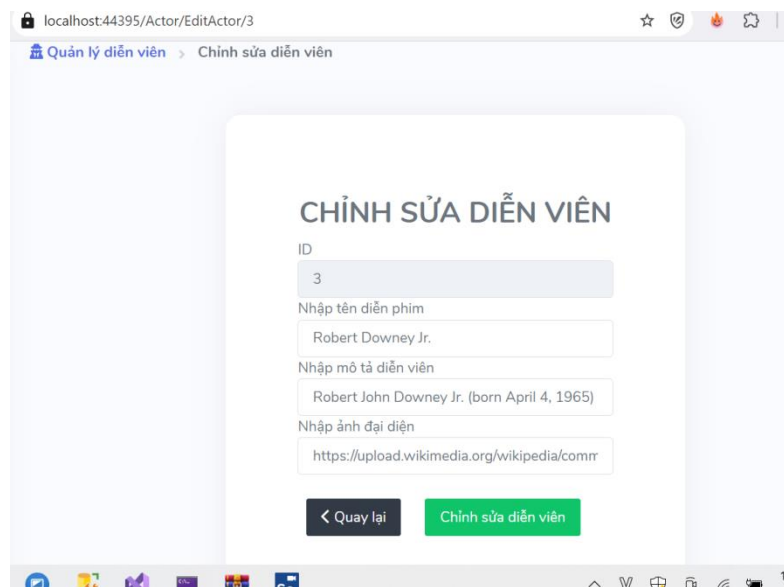 localhost:44395/Actor/EditActor/3
Quản lý diễn viên > Chỉnh sửa diễn viên
CHỈNH SỬA DIỄN VIÊN
ID
3
Nhập tên diễn phim
Robert Downey Jr.
Nhập mô tả diễn viên
Robert John Downey Jr. (born April 4, 1965)
Nhập ảnh đại diện
https://upload.wikimedia.org/wikipedia/comm
Quay lại
Chỉnh sửa diễn viên